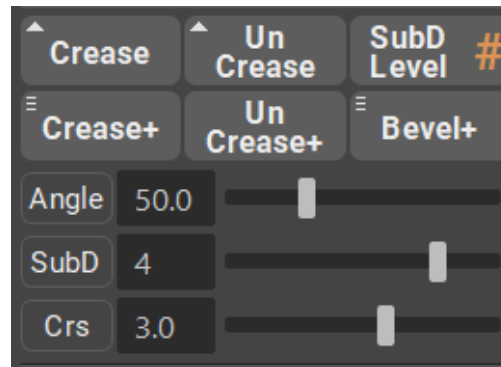 Crease
Un
Crease
SubD
Level
#
Crease+
Un
Crease+
Bevel+
Angle 50.0
SubD 4
Crs 3.0